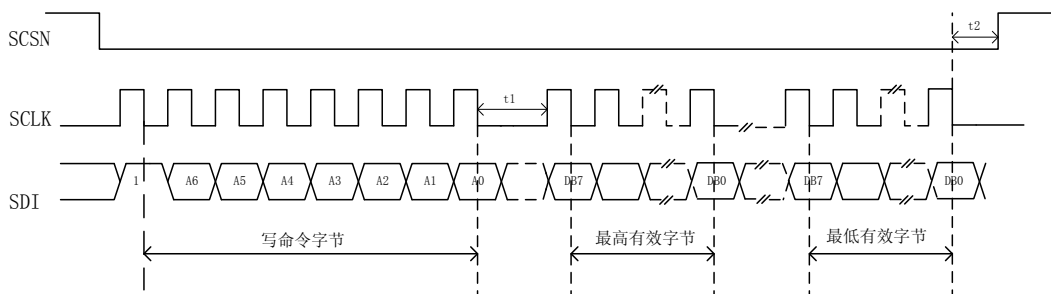 SCSN
t2
SCLK
t1
SDI
1 A6 A5 A4 A3 A2 A1 A0 DB7 DB0 DB7 DB0
写命令字节 最高有效字节 最低有效字节